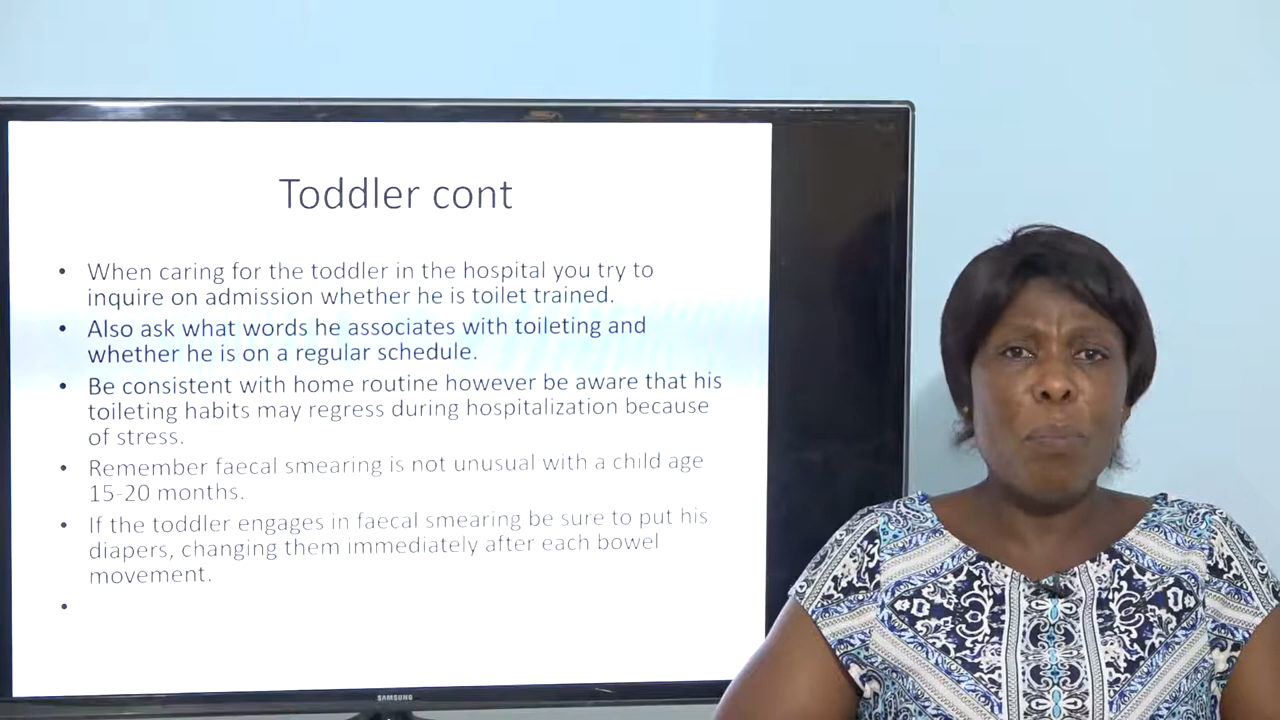 Toddler cont
• When caring for the toddler in the hospital you try to
inquire on admission whether he is toilet trained.
• Also ask what words he associates with toileting and
whether he is on a regular schedule.
• Be consistent with home routine however be aware that his
toileting habits may regress during hospitalization because
of stress.
• Remember faecal smearing is not unusual with a child age
15-20 months.
• If the toddler engages in faecal smearing be sure to put his
diapers, changing them immediately after each bowel
movement.
•
SAMSUNG